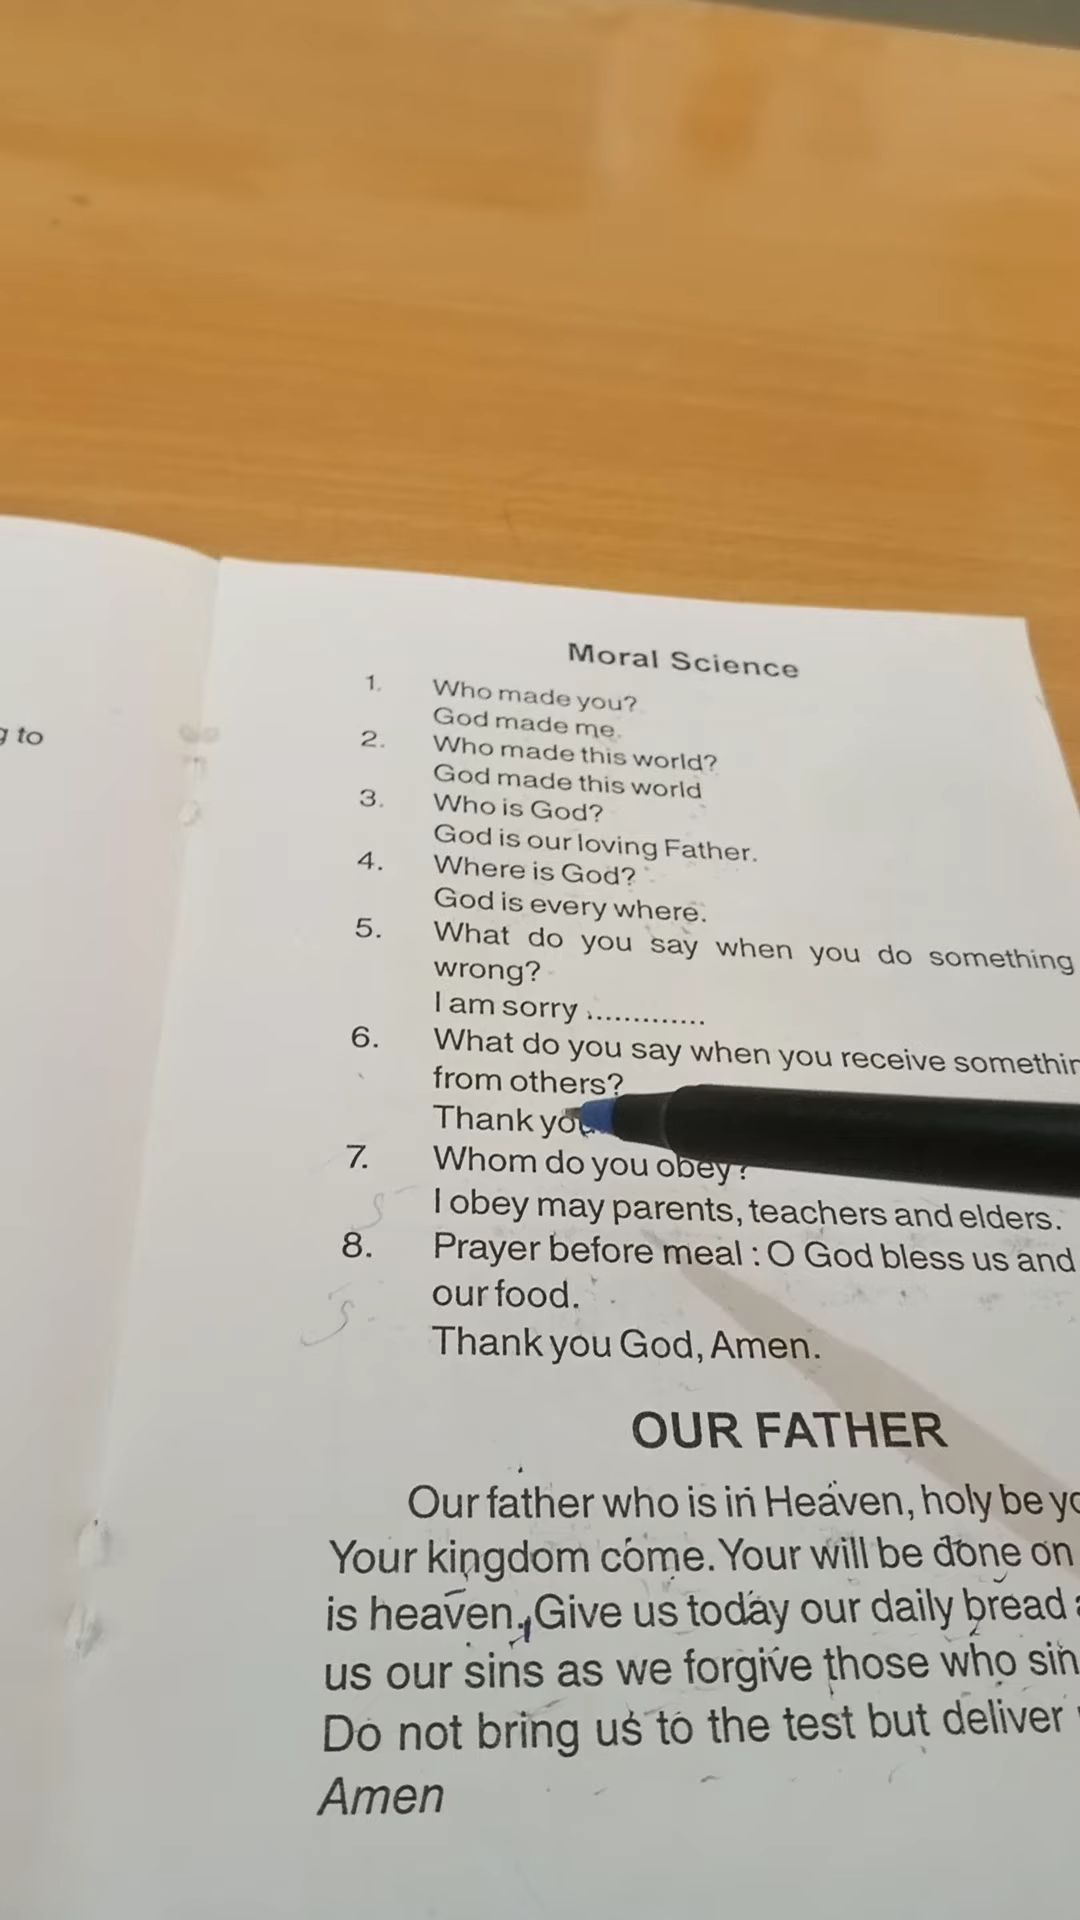 g to
Moral Science
1. Who made you?
God made me.
2. Who made this world?
God made this world
3. Who is God?
God is our loving Father.
4. Where is God?
God is every where.
5. What do you say when you do something
wrong?
I am sorry .............
6. What do you say when you receive
from others?
Thank you
7. Whom do you obey?
I obey may parents, teachers and elders.
8. Prayer before meal : O God bless us and
our food.
Thank you God, Amen.
OUR FATHER
Our father who is in Heaven, holy be
Your kingdom come. Your will be done on
is heaven. Give us today our daily bread
us our sins as we forgive those who sin
Do not bring us to the test but deliver
Amen